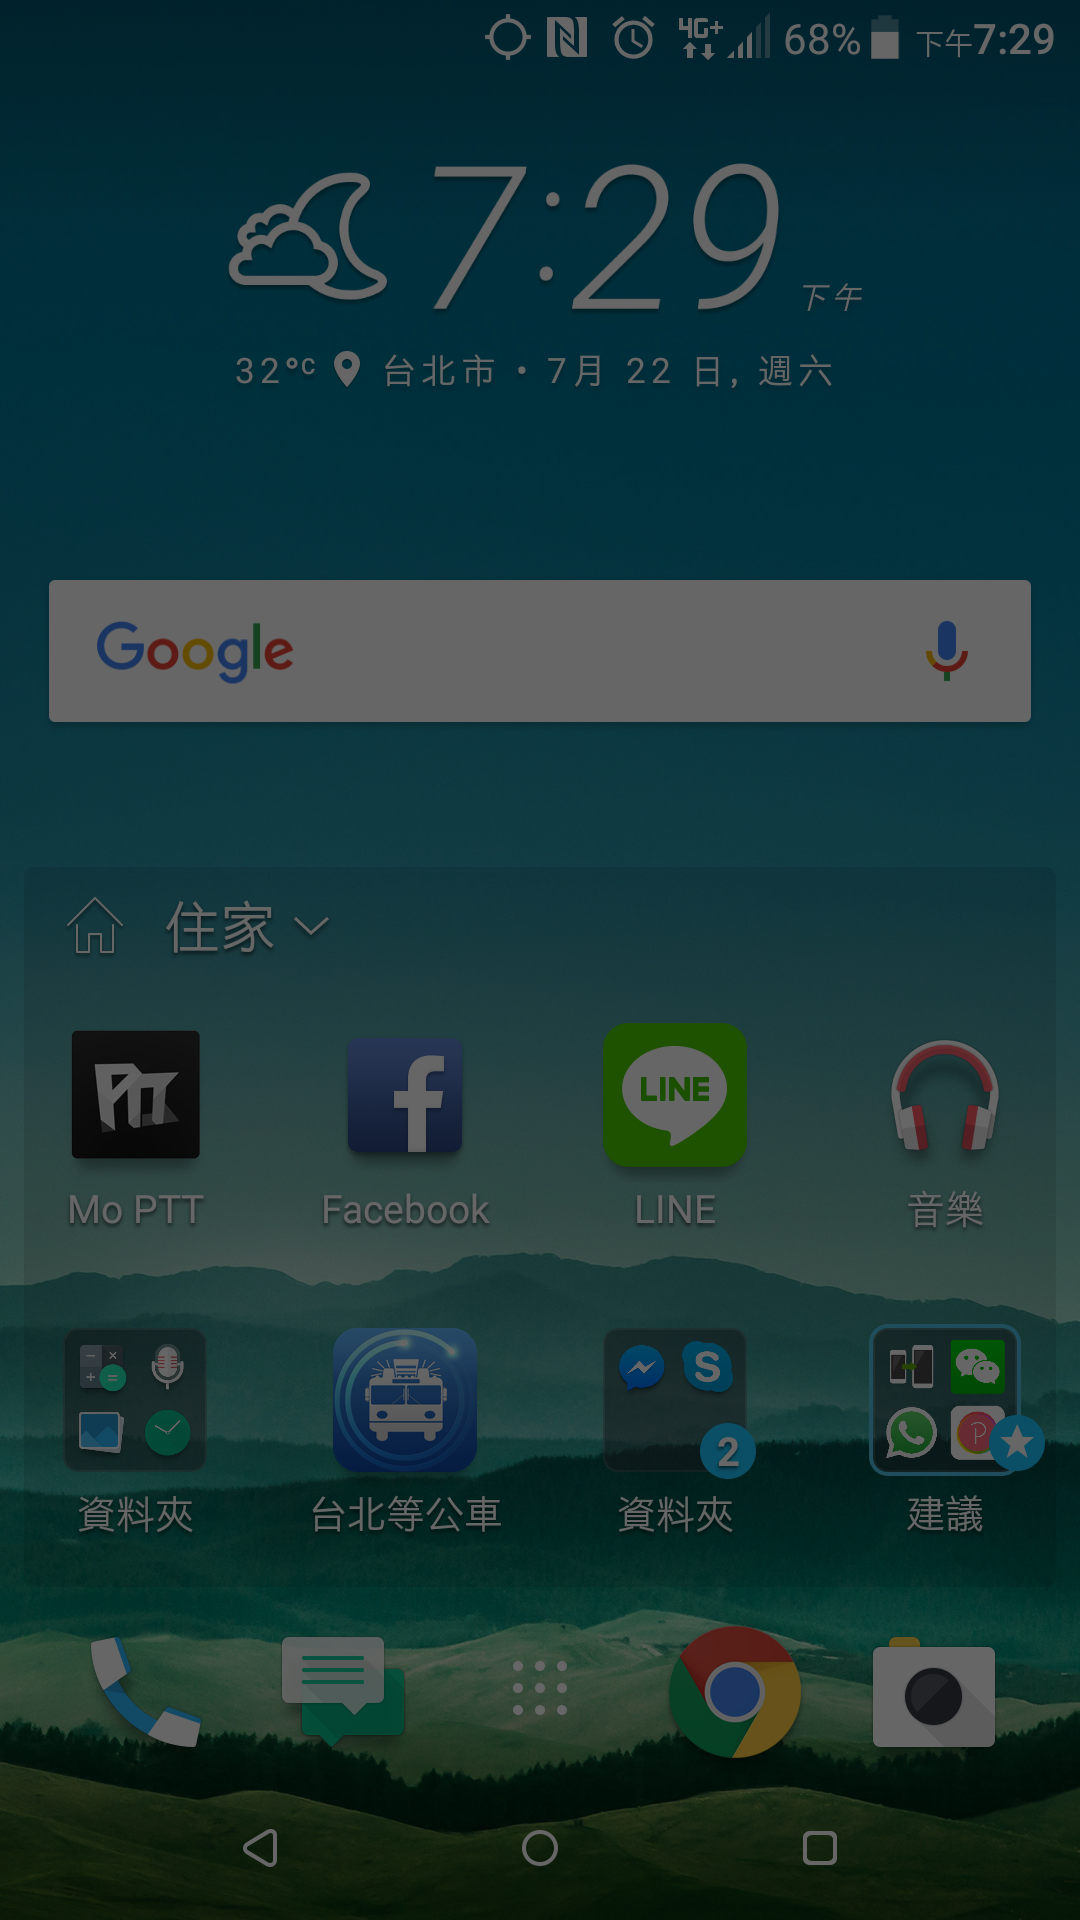 4G+ 68% 下午7:29
7:29 下午
32°C 台北市 • 7月 22 日, 週六
Google
住家
Mo PTT Facebook LINE 音樂
資料夾 台北等公車 資料夾 建議
PTT
f
LINE
S
2
P